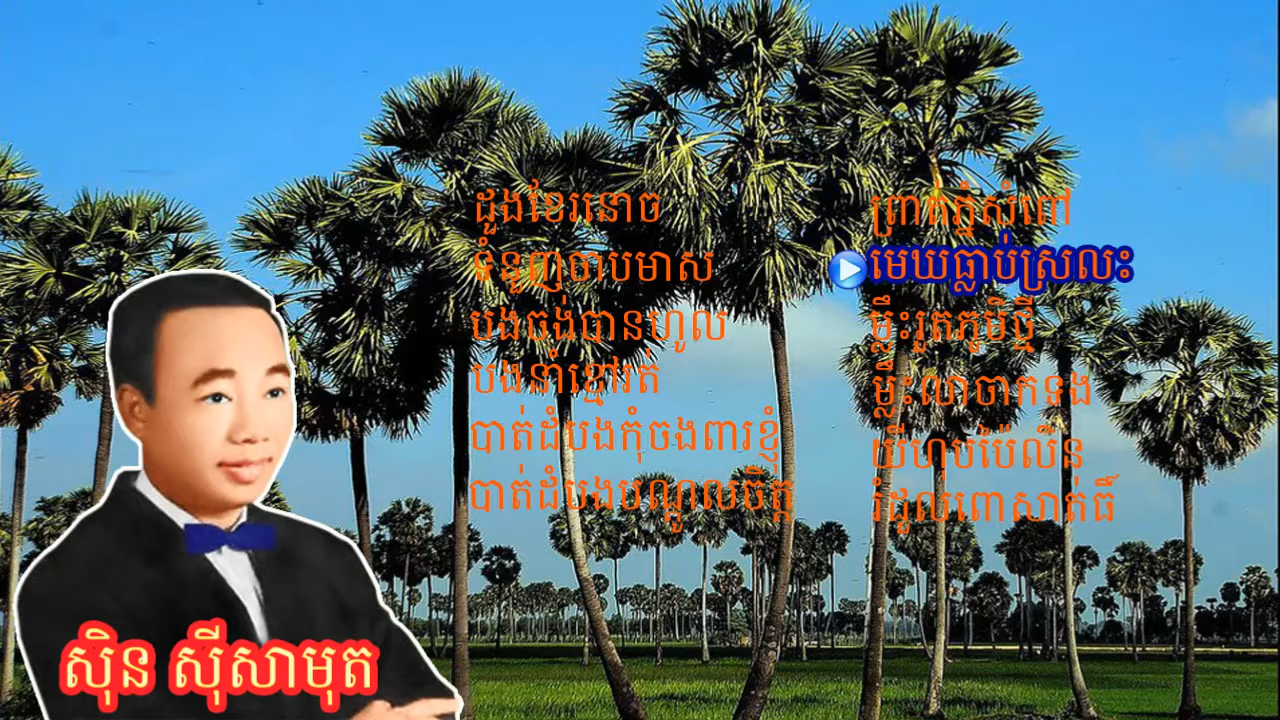 ដួងខែរនោច
ទំនួញចាបមាស
បងចង់បានហូល
បងនាំខ្មៅរត់
បាត់ដំបងកុំចងពារខ្ញុំ
បាត់ដំបងបណ្ដូលចិត្ត
ព្រាត់ភ្នំសំពៅ
មេឃធ្លាប់ស្រលះ
ម្លិះរួតភូមិថ្មី
ម្លិះលាចាកទង
យីហុបប៉ៃលិន
រំដួលពោសាត់ធំ
ស៊ិន ស៊ីសាមុត